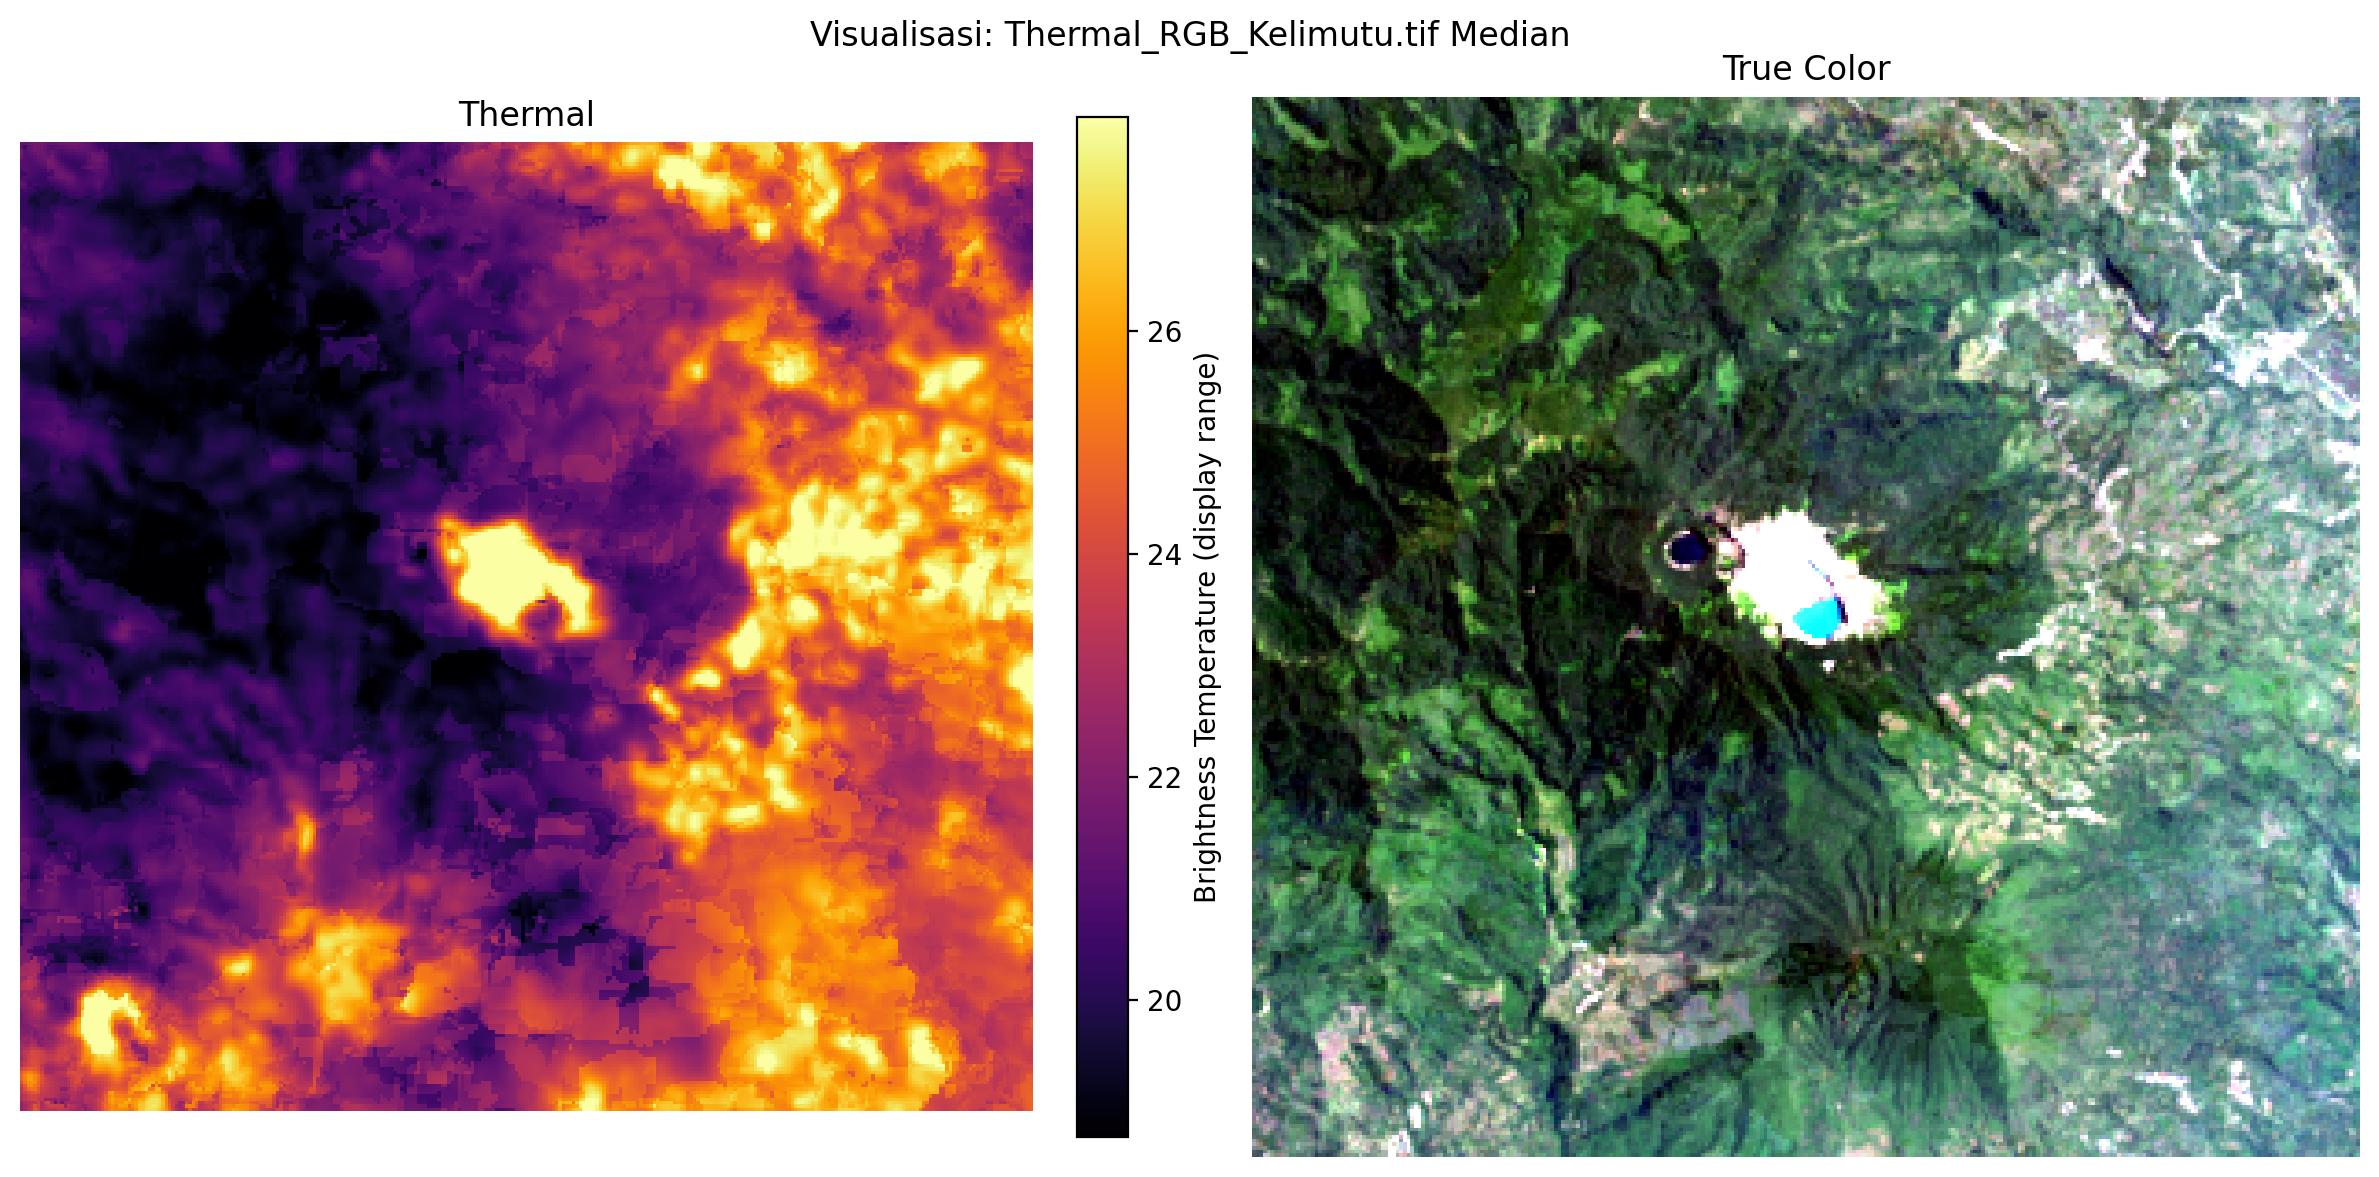 Visualisasi: Thermal_RGB_Kelimutu.tif Median
Thermal
True Color
26
24
22
20
Brightness Temperature (display range)